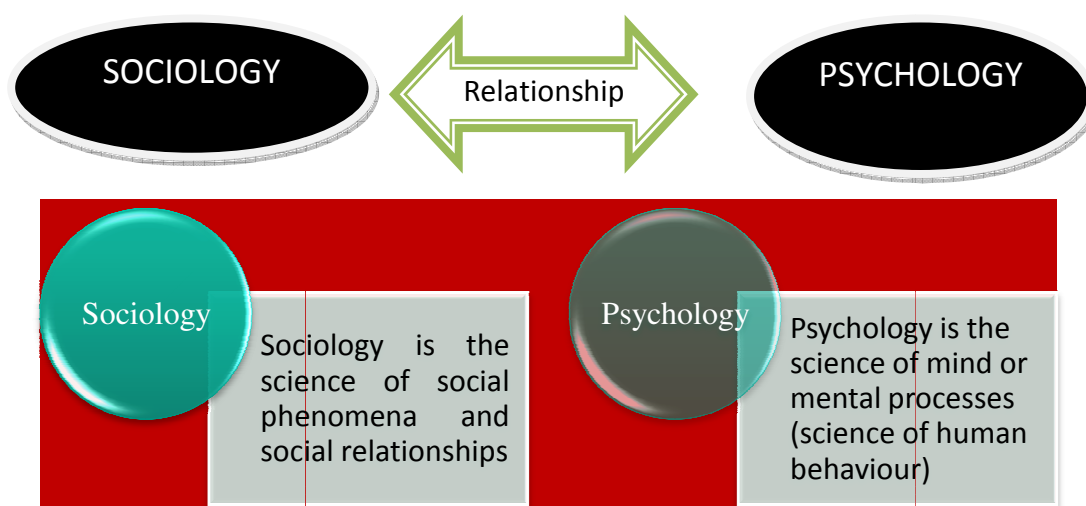 SOCIOLOGY
Relationship
PSYCHOLOGY
Sociology
Sociology is the
science of social
phenomena and
social relationships
Psychology
Psychology is the
science of mind or
mental processes
(science of human
behaviour)